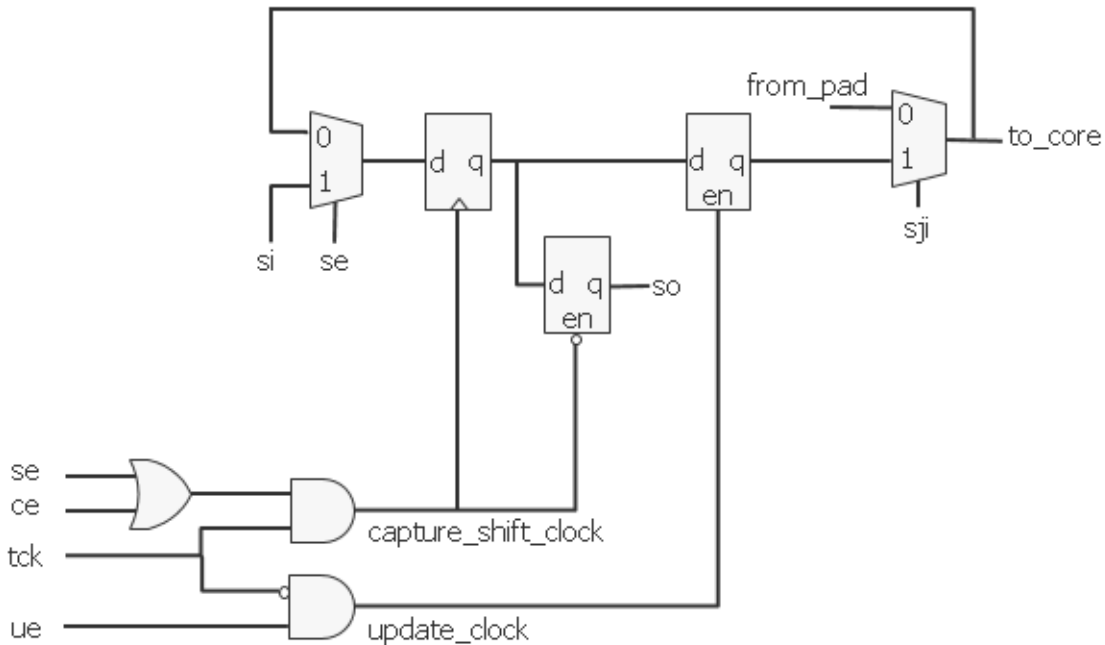 from_pad
0
0
to_core
d q
d q
1
1
en
sji
si
se
d q
so
en
se
ce
capture_shift_clock
tck
ue
update_clock